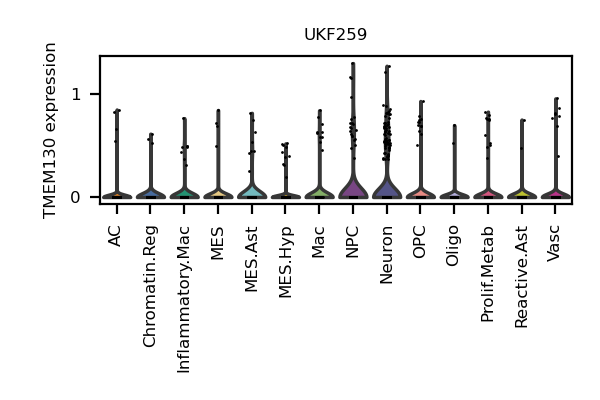 UKF259
TMEM130 expression
1
0
AC
Chromatin.Reg
Inflammatory.Mac
MES
MES.Ast
MES.Hyp
Mac
NPC
Neuron
OPC
Oligo
Prolif.Metab
Reactive.Ast
Vasc